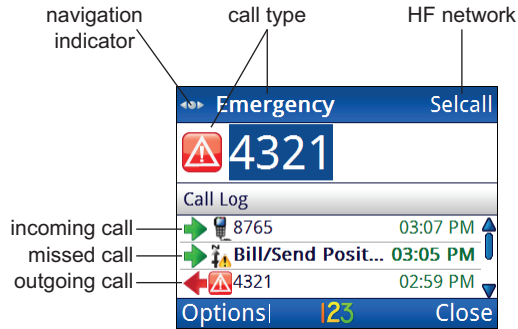 navigation indicator
call type
HF network
Emergency Selcall
4321
Call Log
incoming call 8765 03:07 PM
missed call Bill/Send Posit... 03:05 PM
outgoing call 4321 02:59 PM
Options 123 Close